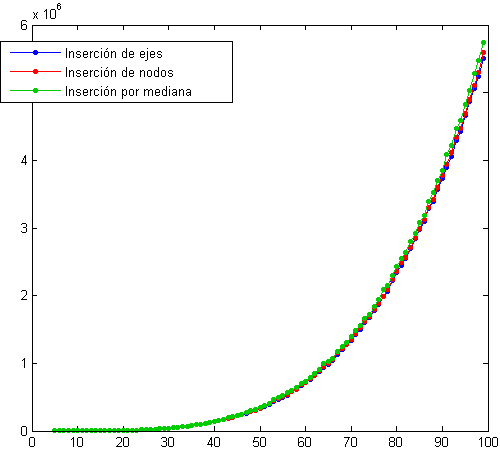 x 10^6
6
Inserción de ejes
Inserción de nodos
Inserción por mediana
4
3
2
1
0
0 10 20 30 40 50 60 70 80 90 100